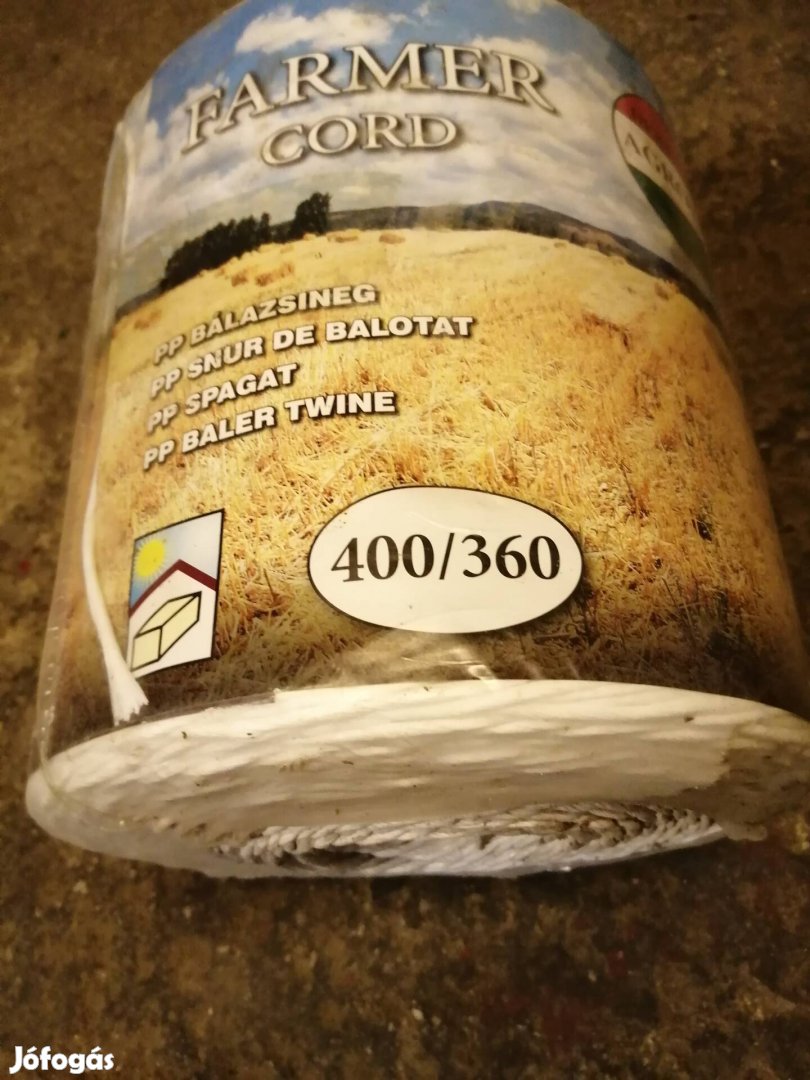 FARMER
CORD
PP BÁLAZSINEG
PP SNUR DE BALOTAT
PP SPAGAT
PP BALER TWINE
400/360
Jófogás